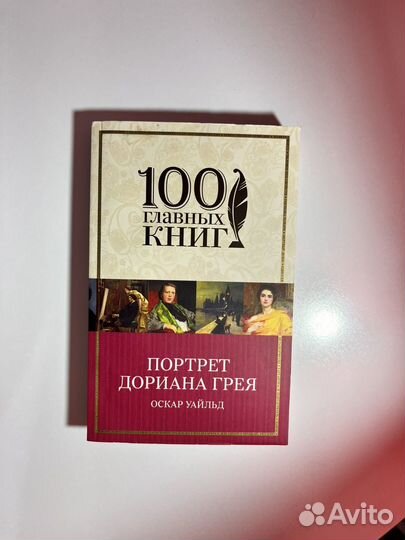 100
ГЛАВНЫХ
КНИГ
ПОРТРЕТ
ДОРИАНА ГРЕЯ
ОСКАР УАЙЛЬД
Avito